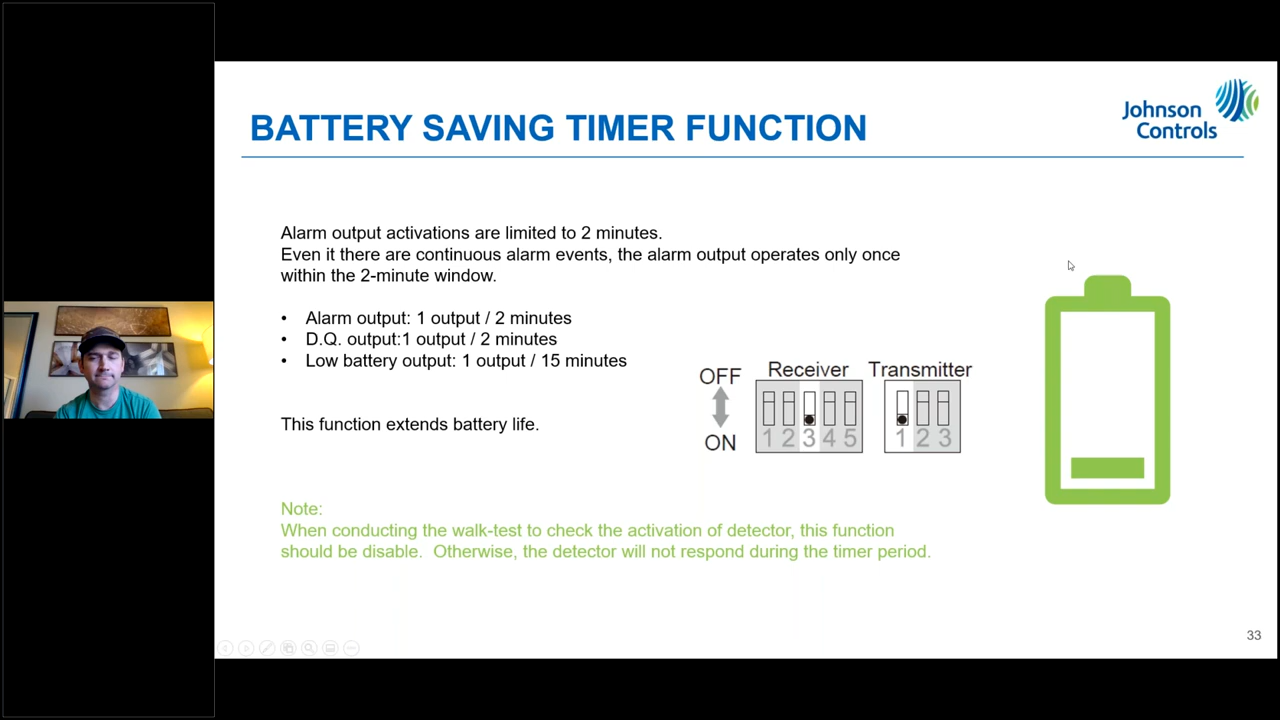 BATTERY SAVING TIMER FUNCTION
Johnson
Controls
Alarm output activations are limited to 2 minutes.
Even it there are continuous alarm events, the alarm output operates only once
within the 2-minute window.
• Alarm output: 1 output / 2 minutes
• D.Q. output:1 output / 2 minutes
• Low battery output: 1 output / 15 minutes
This function extends battery life.
OFF
ON
Receiver
1 2 3 4 5
Transmitter
1 2 3
Note:
When conducting the walk-test to check the activation of detector, this function
should be disable. Otherwise, the detector will not respond during the timer period.
33